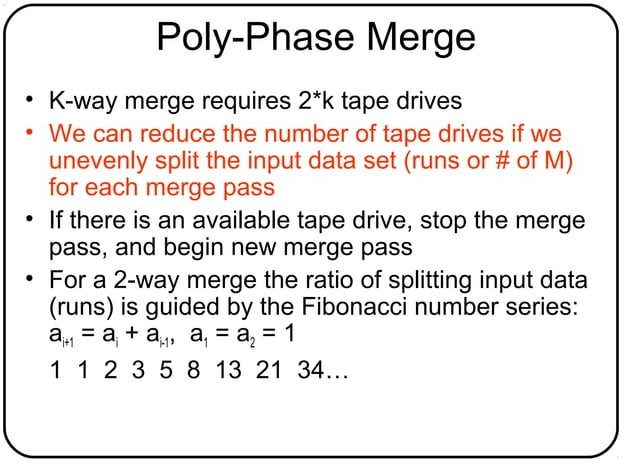 Poly-Phase Merge
• K-way merge requires 2*k tape drives
• We can reduce the number of tape drives if we
unevenly split the input data set (runs or # of M)
for each merge pass
• If there is an available tape drive, stop the merge
pass, and begin new merge pass
• For a 2-way merge the ratio of splitting input data
(runs) is guided by the Fibonacci number series:
aᵢ₊₁ = aᵢ + aᵢ₋₁, a₁ = a₂ = 1
1 1 2 3 5 8 13 21 34…